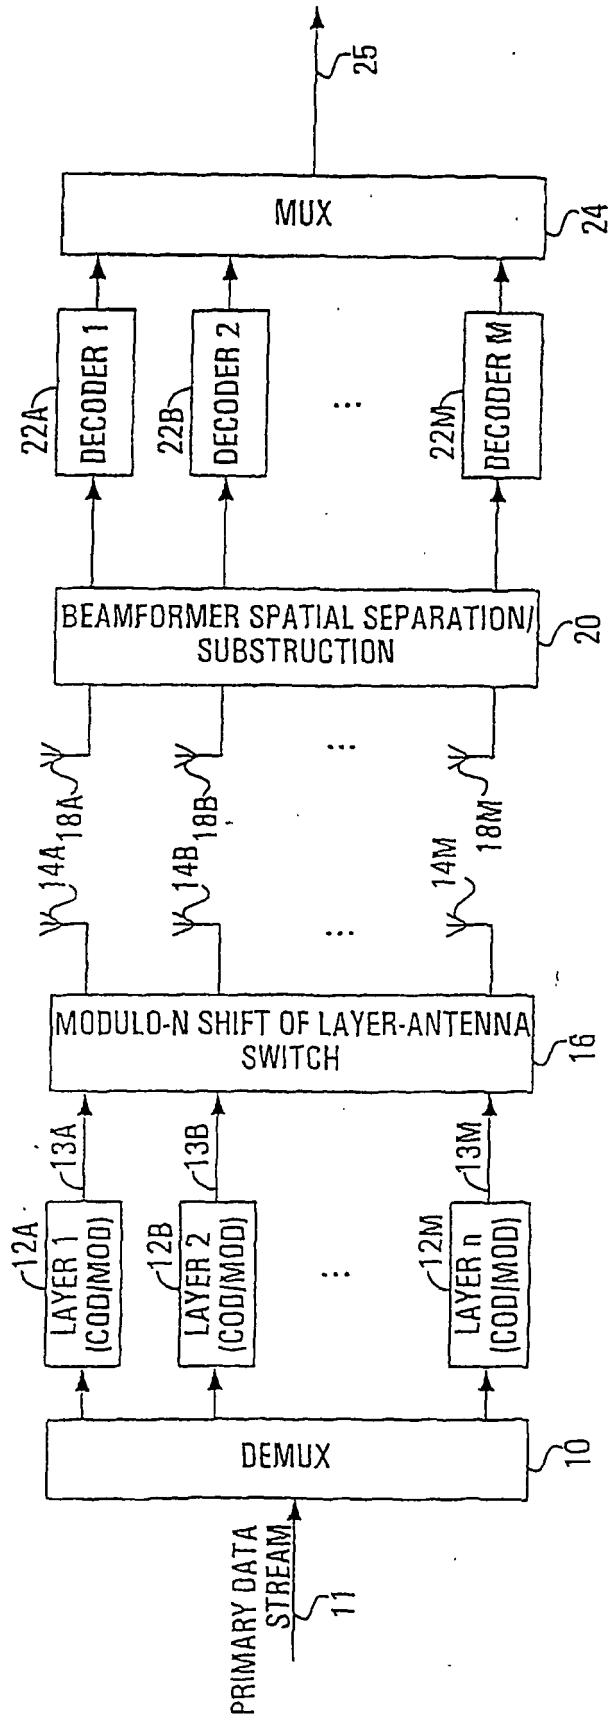 PRIMARY DATA
STREAM
11
DEMUX
10
12A
LAYER 1
(COD/MOD)
13A
12B
LAYER 2
(COD/MOD)
13B
...
12M
LAYER n
(COD/MOD)
13M
MODULO-N SHIFT OF LAYER-ANTENNA
SWITCH
16
14A
18A
14B
18B
...
...
14M
18M
BEAMFORMER SPATIAL SEPARATION/
SUBSTRUCTION
20
22A
DECODER 1
22B
DECODER 2
...
22M
DECODER M
MUX
24
25